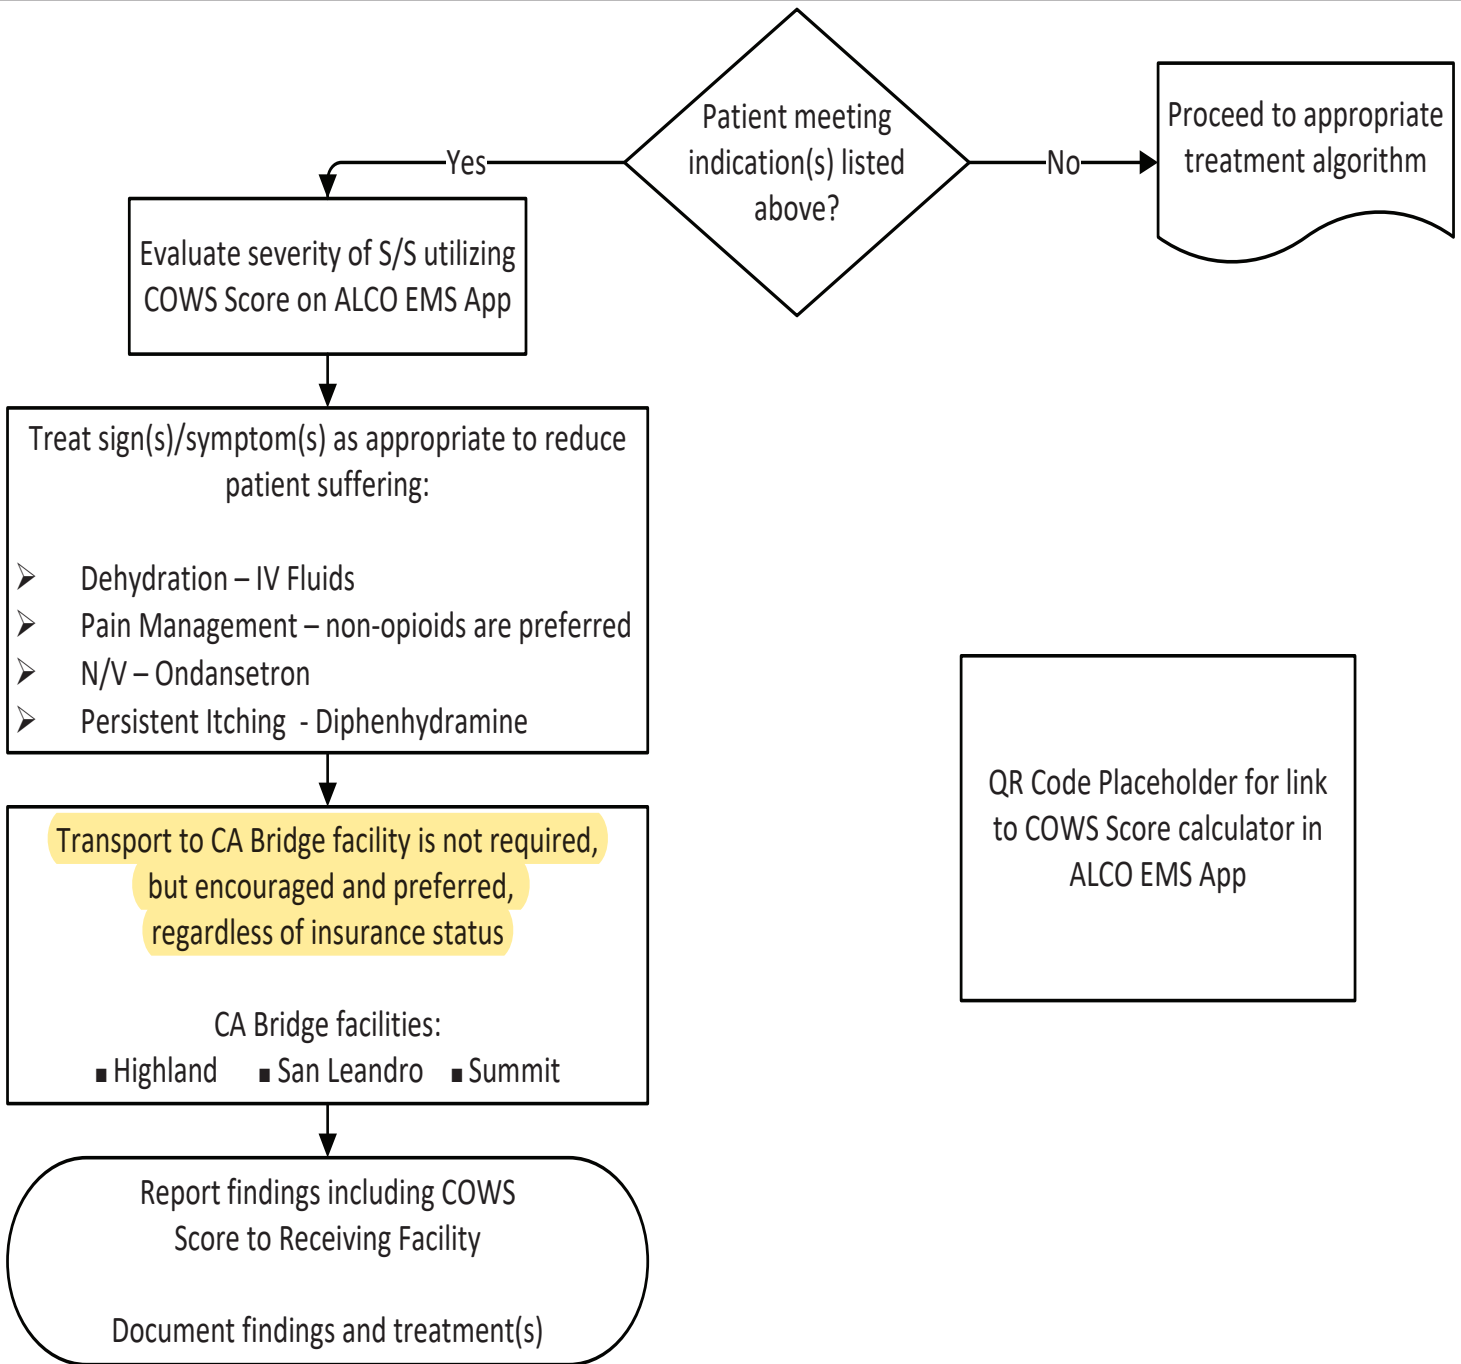 Patient meeting
indication(s) listed
above?
Yes
No
Proceed to appropriate
treatment algorithm
Evaluate severity of S/S utilizing
COWS Score on ALCO EMS App
Treat sign(s)/symptom(s) as appropriate to reduce
patient suffering:
➢ Dehydration – IV Fluids
➢ Pain Management – non-opioids are preferred
➢ N/V – Ondansetron
➢ Persistent Itching - Diphenhydramine
QR Code Placeholder for link
to COWS Score calculator in
ALCO EMS App
Transport to CA Bridge facility is not required,
but encouraged and preferred,
regardless of insurance status
CA Bridge facilities:
▪ Highland ▪ San Leandro ▪ Summit
Report findings including COWS
Score to Receiving Facility
Document findings and treatment(s)